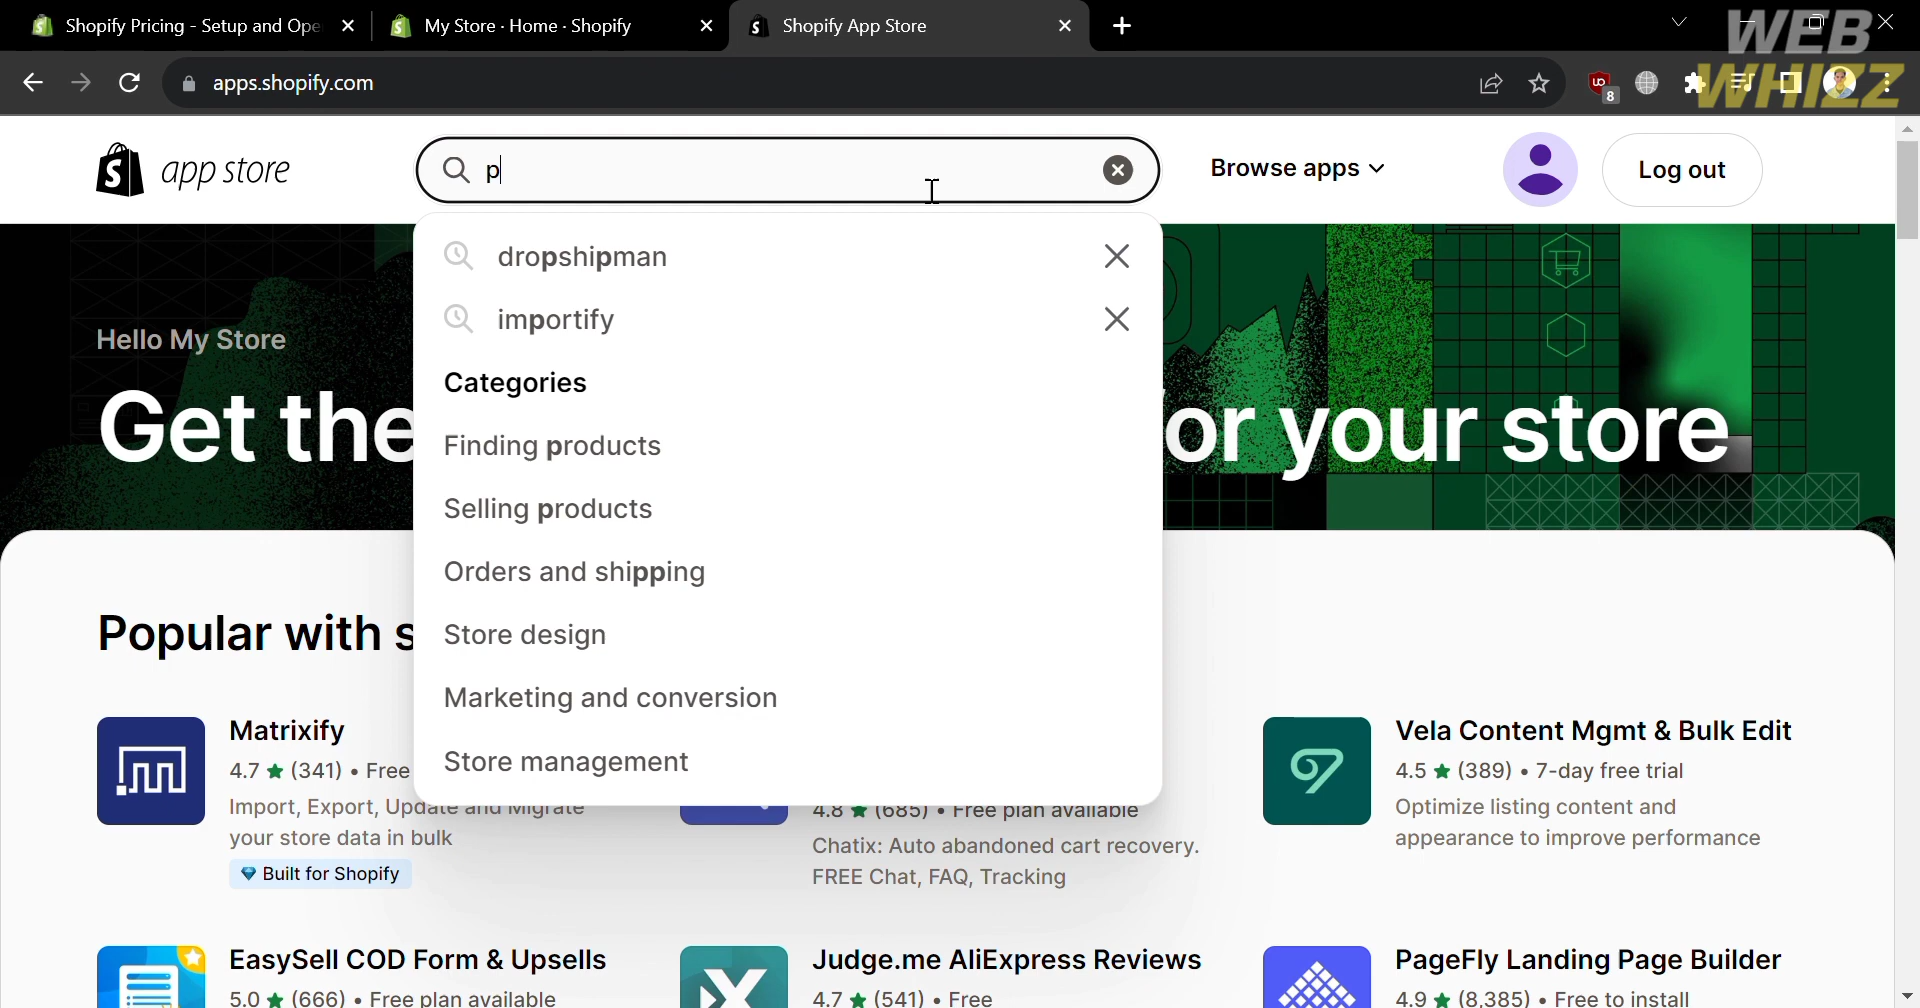 Shopify Pricing - Setup and Ope
My Store · Home · Shopify
Shopify App Store
WEB
WHIZZ
apps.shopify.com
8
app store
p
Browse apps
Log out
dropshipman
importify
Categories
Finding products
Selling products
Orders and shipping
Store design
Marketing and conversion
Store management
Hello My Store
Get the
or your store
Popular with s
Matrixify
4.7 ★ (341) • Free
Import, Export, Update and Migrate
your store data in bulk
Built for Shopify
4.8 ★ (685) • Free plan available
Chatix: Auto abandoned cart recovery.
FREE Chat, FAQ, Tracking
Vela Content Mgmt & Bulk Edit
4.5 ★ (389) • 7-day free trial
Optimize listing content and
appearance to improve performance
EasySell COD Form & Upsells
5.0 ★ (666) • Free plan available
Judge.me AliExpress Reviews
4.7 ★ (541) • Free
PageFly Landing Page Builder
4.9 ★ (8,385) • Free to install